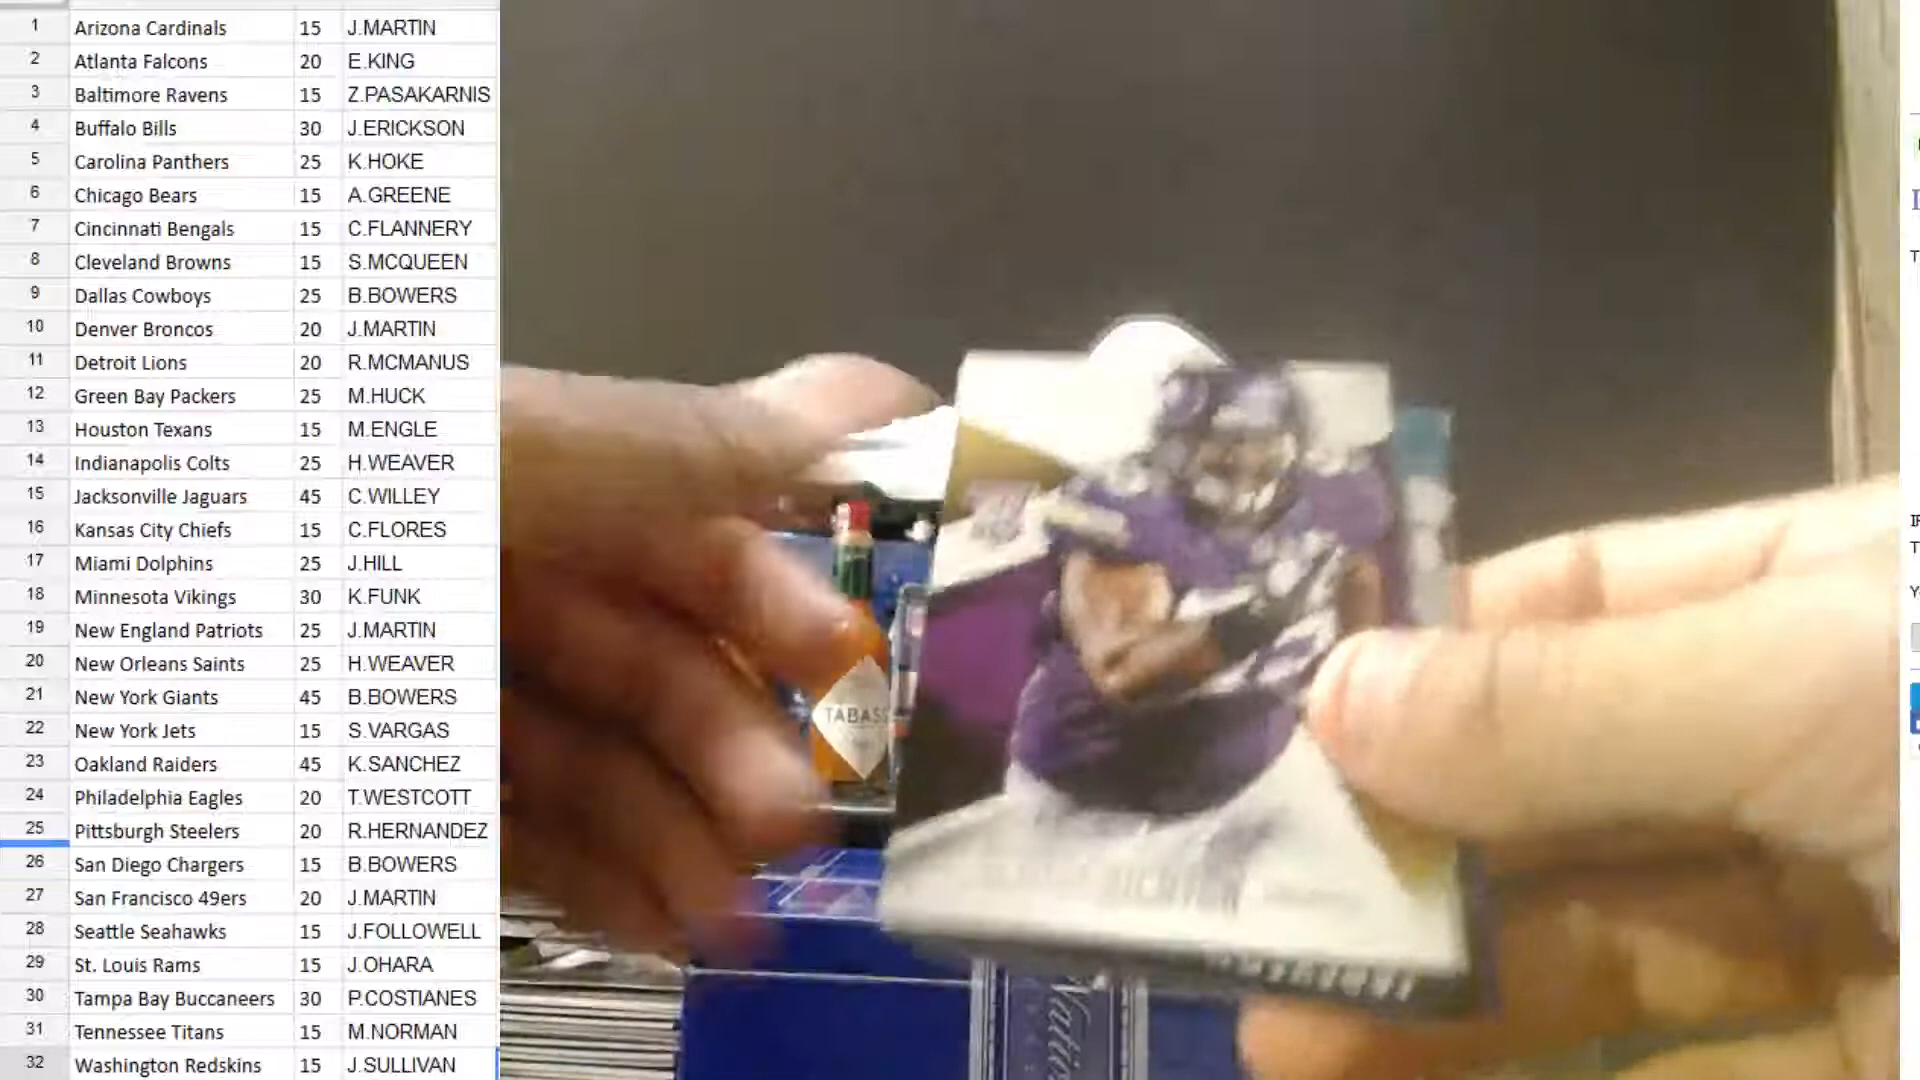 1 Arizona Cardinals 15 J.MARTIN
2 Atlanta Falcons 20 E.KING
3 Baltimore Ravens 15 Z.PASAKARNIS
4 Buffalo Bills 30 J.ERICKSON
5 Carolina Panthers 25 K.HOKE
6 Chicago Bears 15 A.GREENE
7 Cincinnati Bengals 15 C.FLANNERY
8 Cleveland Browns 15 S.MCQUEEN
9 Dallas Cowboys 25 B.BOWERS
10 Denver Broncos 20 J.MARTIN
11 Detroit Lions 20 R.MCMANUS
12 Green Bay Packers 25 M.HUCK
13 Houston Texans 15 M.ENGLE
14 Indianapolis Colts 25 H.WEAVER
15 Jacksonville Jaguars 45 C.WILLEY
16 Kansas City Chiefs 15 C.FLORES
17 Miami Dolphins 25 J.HILL
18 Minnesota Vikings 30 K.FUNK
19 New England Patriots 25 J.MARTIN
20 New Orleans Saints 25 H.WEAVER
21 New York Giants 45 B.BOWERS
22 New York Jets 15 S.VARGAS
23 Oakland Raiders 45 K.SANCHEZ
24 Philadelphia Eagles 20 T.WESTCOTT
25 Pittsburgh Steelers 20 R.HERNANDEZ
26 San Diego Chargers 15 B.BOWERS
27 San Francisco 49ers 20 J.MARTIN
28 Seattle Seahawks 15 J.FOLLOWELL
29 St. Louis Rams 15 J.OHARA
30 Tampa Bay Buccaneers 30 P.COSTIANES
31 Tennessee Titans 15 M.NORMAN
32 Washington Redskins 15 J.SULLIVAN
TABAS